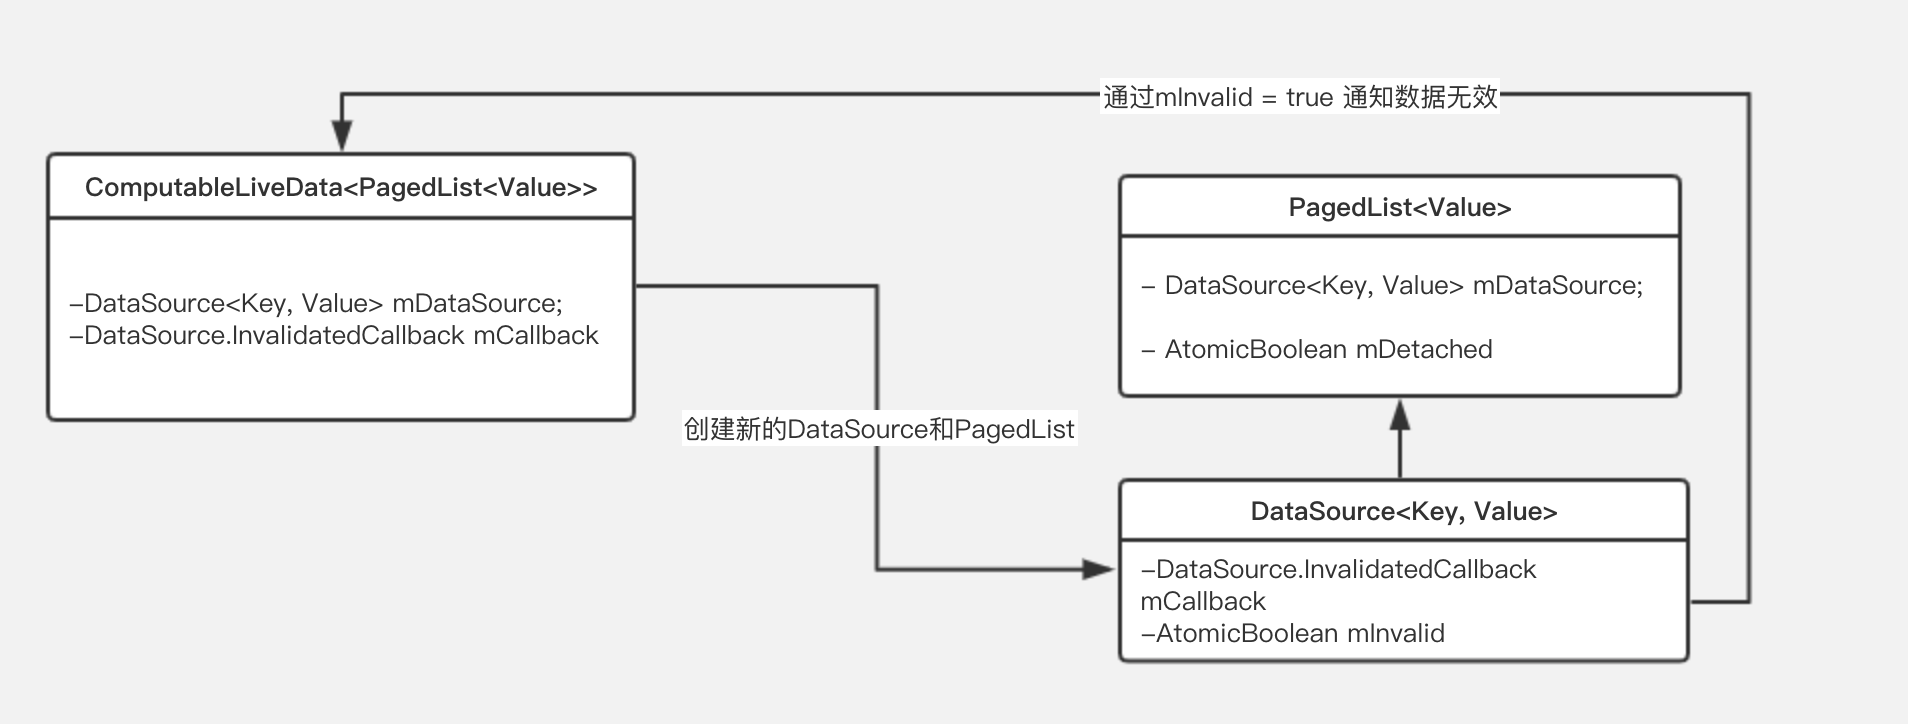 通过mInvalid = true 通知数据无效
ComputableLiveData<PagedList<Value>>
-DataSource<Key, Value> mDataSource;
-DataSource.InvalidatedCallback mCallback
PagedList<Value>
- DataSource<Key, Value> mDataSource;
- AtomicBoolean mDetached
创建新的DataSource和PagedList
DataSource<Key, Value>
-DataSource.InvalidatedCallback
mCallback
-AtomicBoolean mInvalid